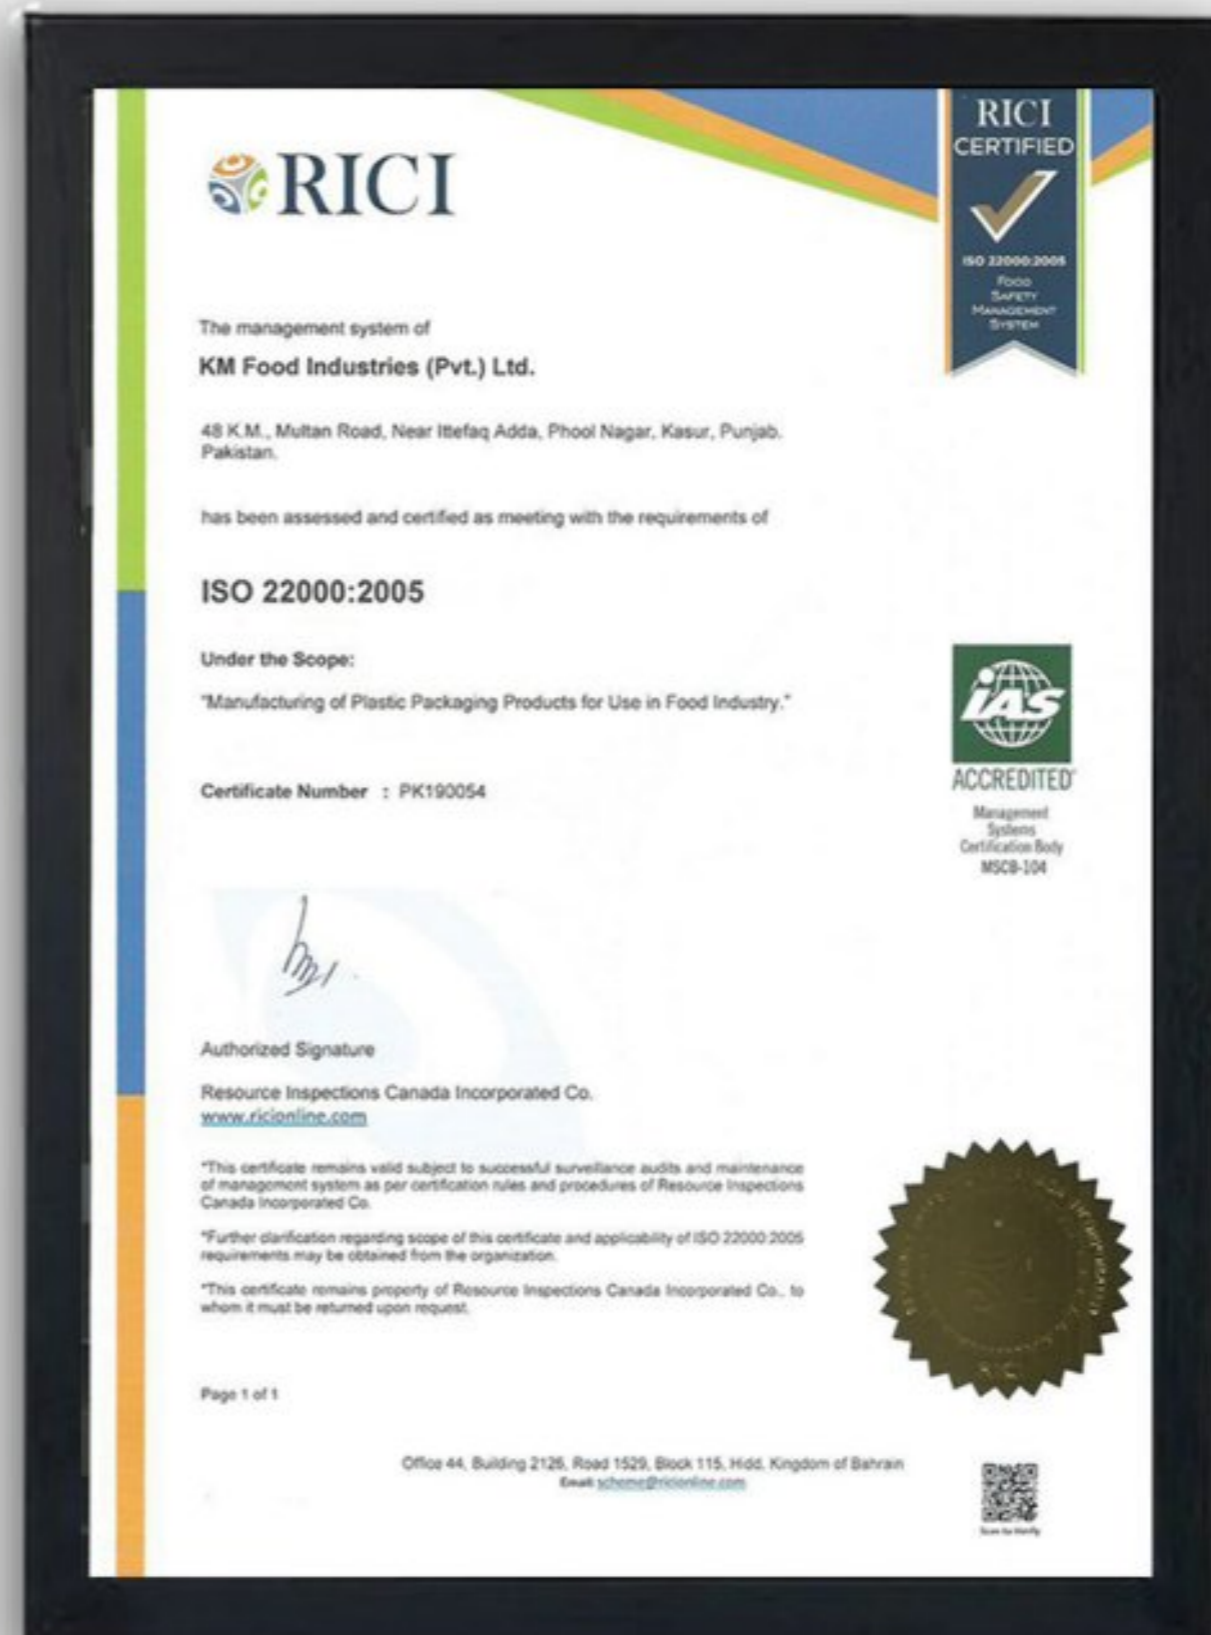 RICI
RICI
CERTIFIED
ISO 22000:2005
FOOD
SAFETY
MANAGEMENT
SYSTEM
The management system of
KM Food Industries (Pvt.) Ltd.
48 K.M., Multan Road, Near Ittefaq Adda, Phool Nagar, Kasur, Punjab.
Pakistan.
has been assessed and certified as meeting with the requirements of
ISO 22000:2005
Under the Scope:
"Manufacturing of Plastic Packaging Products for Use in Food Industry."
iAS
ACCREDITED
Management
Systems
Certification Body
MSCB-104
Certificate Number : PK190054
Authorized Signature
Resource Inspections Canada Incorporated Co.
www.ricionline.com
*This certificate remains valid subject to successful surveillance audits and maintenance
of management system as per certification rules and procedures of Resource Inspections
Canada Incorporated Co.
*Further clarification regarding scope of this certificate and applicability of ISO 22000:2005
requirements may be obtained from the organization.
*This certificate remains property of Resource Inspections Canada Incorporated Co., to
whom it must be returned upon request.
RICI
Page 1 of 1
Office 44, Building 2126, Road 1529, Block 115, Hidd, Kingdom of Bahrain
Email: scheme@ricionline.com
Scan to Verify